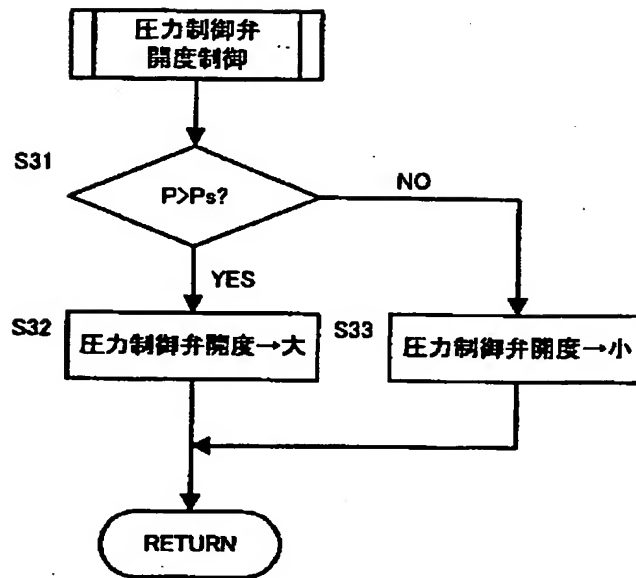 圧力制御弁
開度制御
S31
P>Ps?
NO
YES
S32
圧力制御弁開度→大
S33
圧力制御弁開度→小
RETURN